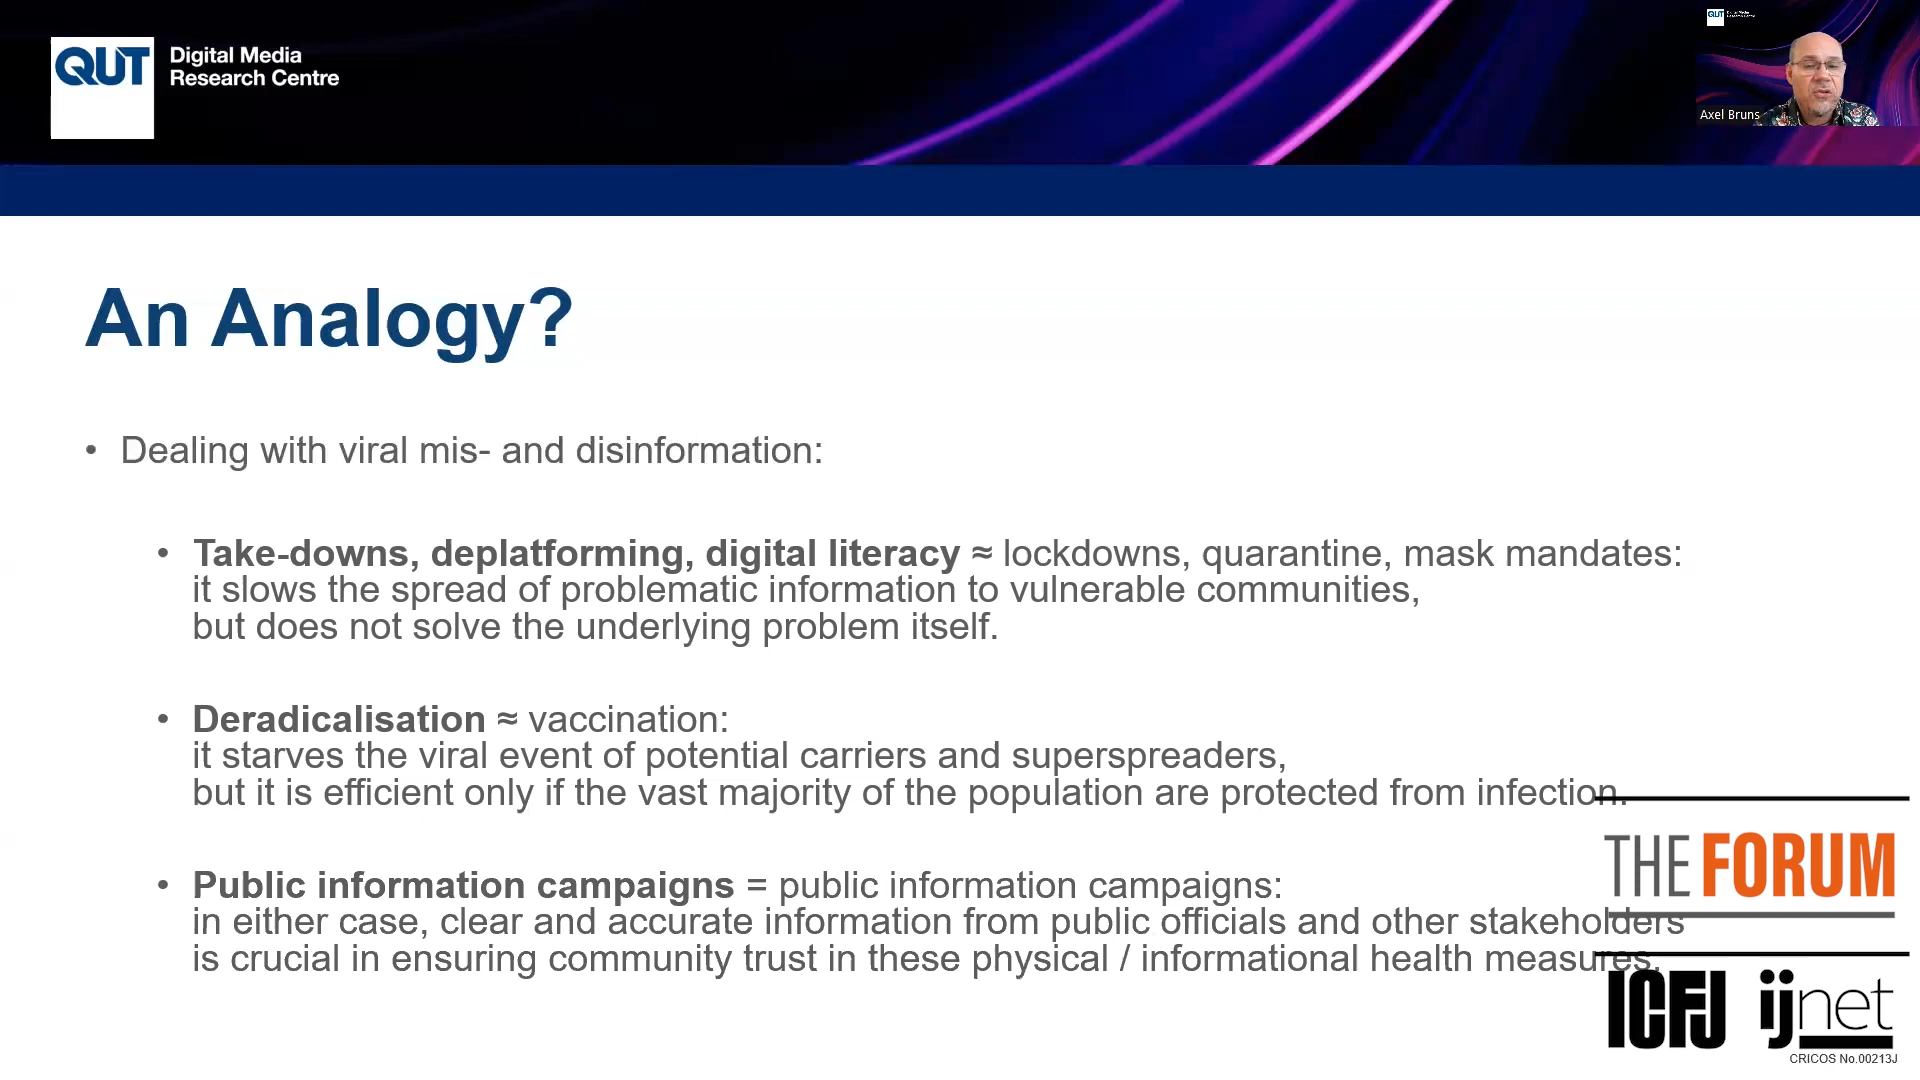 QUT
Digital Media
Research Centre
QUT
Axel Bruns
An Analogy?
• Dealing with viral mis- and disinformation:
• Take-downs, deplatforming, digital literacy ≈ lockdowns, quarantine, mask mandates:
it slows the spread of problematic information to vulnerable communities,
but does not solve the underlying problem itself.
• Deradicalisation ≈ vaccination:
it starves the viral event of potential carriers and superspreaders,
but it is efficient only if the vast majority of the population are protected from infection.
• Public information campaigns = public information campaigns:
in either case, clear and accurate information from public officials and other stakeholders
is crucial in ensuring community trust in these physical / informational health measures.
THE FORUM
ICFJ ijnet
CRICOS No.00213J